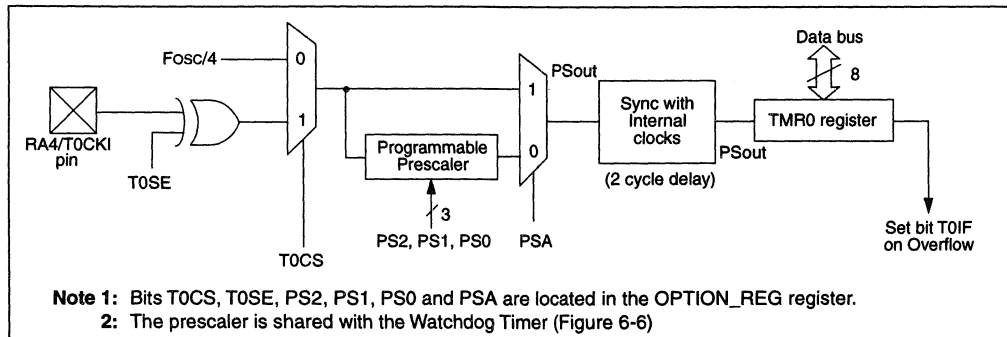 Data bus
8
Fosc/4
0
1
RA4/T0CKI
pin
T0SE
T0CS
Programmable
Prescaler
3
PS2, PS1, PS0
1
0
PSA
PSout
Sync with
Internal
clocks
(2 cycle delay)
PSout
TMR0 register
Set bit T0IF
on Overflow
Note 1: Bits T0CS, T0SE, PS2, PS1, PS0 and PSA are located in the OPTION_REG register.
2: The prescaler is shared with the Watchdog Timer (Figure 6-6)